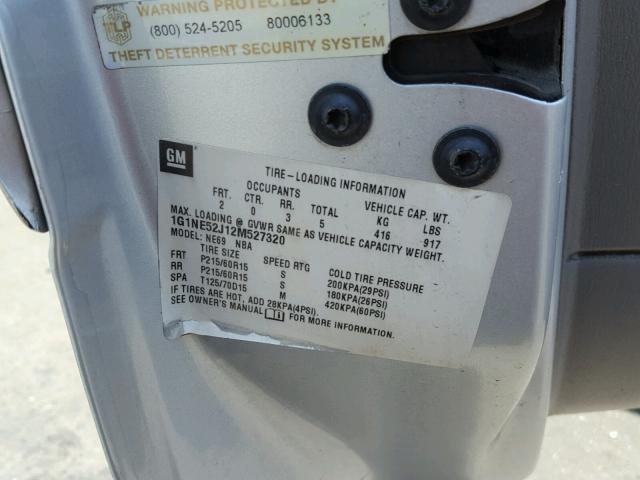 WARNING PROTECTED BY
(800) 524-5205 80006133
THEFT DETERRENT SECURITY SYSTEM
GM
TIRE-LOADING INFORMATION
OCCUPANTS VEHICLE CAP. WT.
FRT. CTR. RR. TOTAL KG LBS
2 0 3 5 416 917
MAX. LOADING @ GVWR SAME AS VEHICLE CAPACITY WEIGHT.
1G1NE52J12M527320
MODEL: NE69 NBA
TIRE SIZE SPEED RTG COLD TIRE PRESSURE
FRT P215/60R15 S 200KPA(29PSI)
RR P215/60R15 S 180KPA(26PSI)
SPA T125/70D15 M 420KPA(60PSI)
IF TIRES ARE HOT, ADD 28KPA(4PSI).
SEE OWNER'S MANUAL FOR MORE INFORMATION.